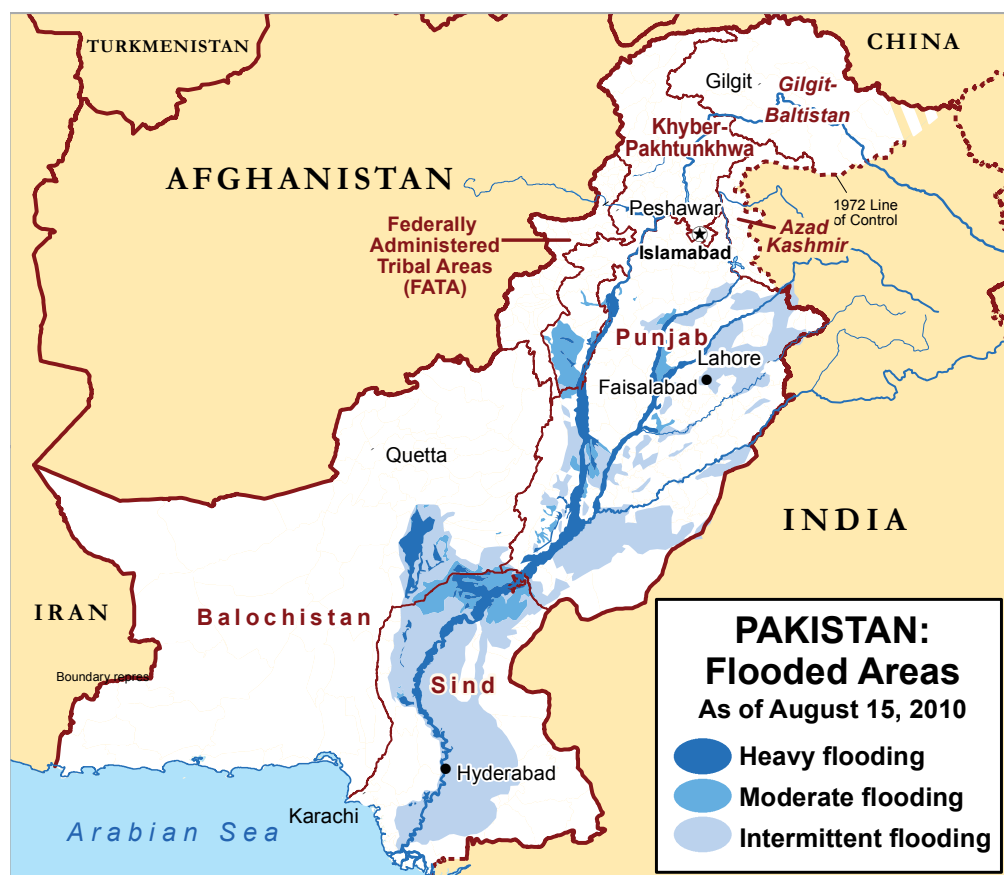 TURKMENISTAN
CHINA
Gilgit
Gilgit-
Baltistan
Khyber-
Pakhtunkhwa
AFGHANISTAN
1972 Line
of Control
Peshawar
Federally
Administered
Tribal Areas
(FATA)
Azad
Kashmir
Islamabad
Punjab
Lahore
Faisalabad
Quetta
INDIA
IRAN
Balochistan
Boundary repres
Sind
Hyderabad
Karachi
Arabian Sea
PAKISTAN:
Flooded Areas
As of August 15, 2010
Heavy flooding
Moderate flooding
Intermittent flooding